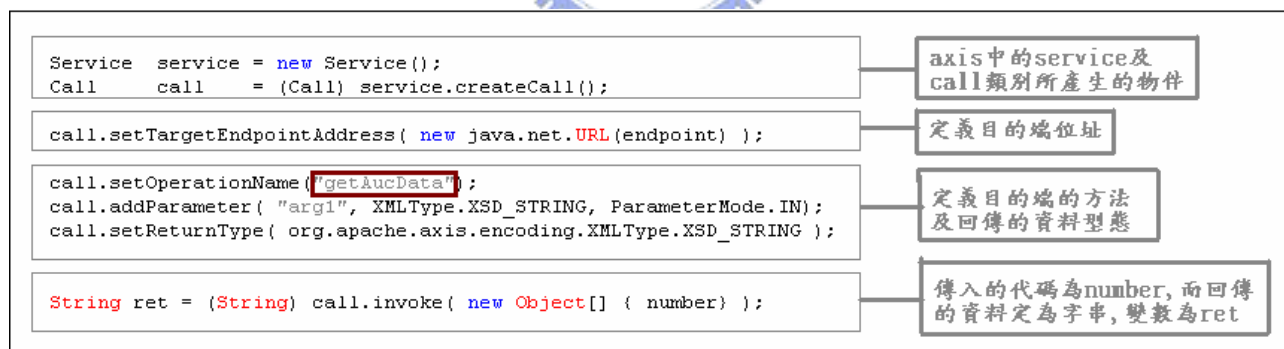 Service  service = new Service();
Call     call    = (Call) service.createCall();
axis中的service及
call類別所產生的物件
call.setTargetEndpointAddress( new java.net.URL(endpoint) );
定義目的端位址
call.setOperationName("getAucData");
call.addParameter( "arg1", XMLType.XSD_STRING, ParameterMode.IN);
call.setReturnType( org.apache.axis.encoding.XMLType.XSD_STRING );
定義目的端的方法
及回傳的資料型態
String ret = (String) call.invoke( new Object[] { number} );
傳入的代碼為number,而回傳
的資料定為字串,變數為ret